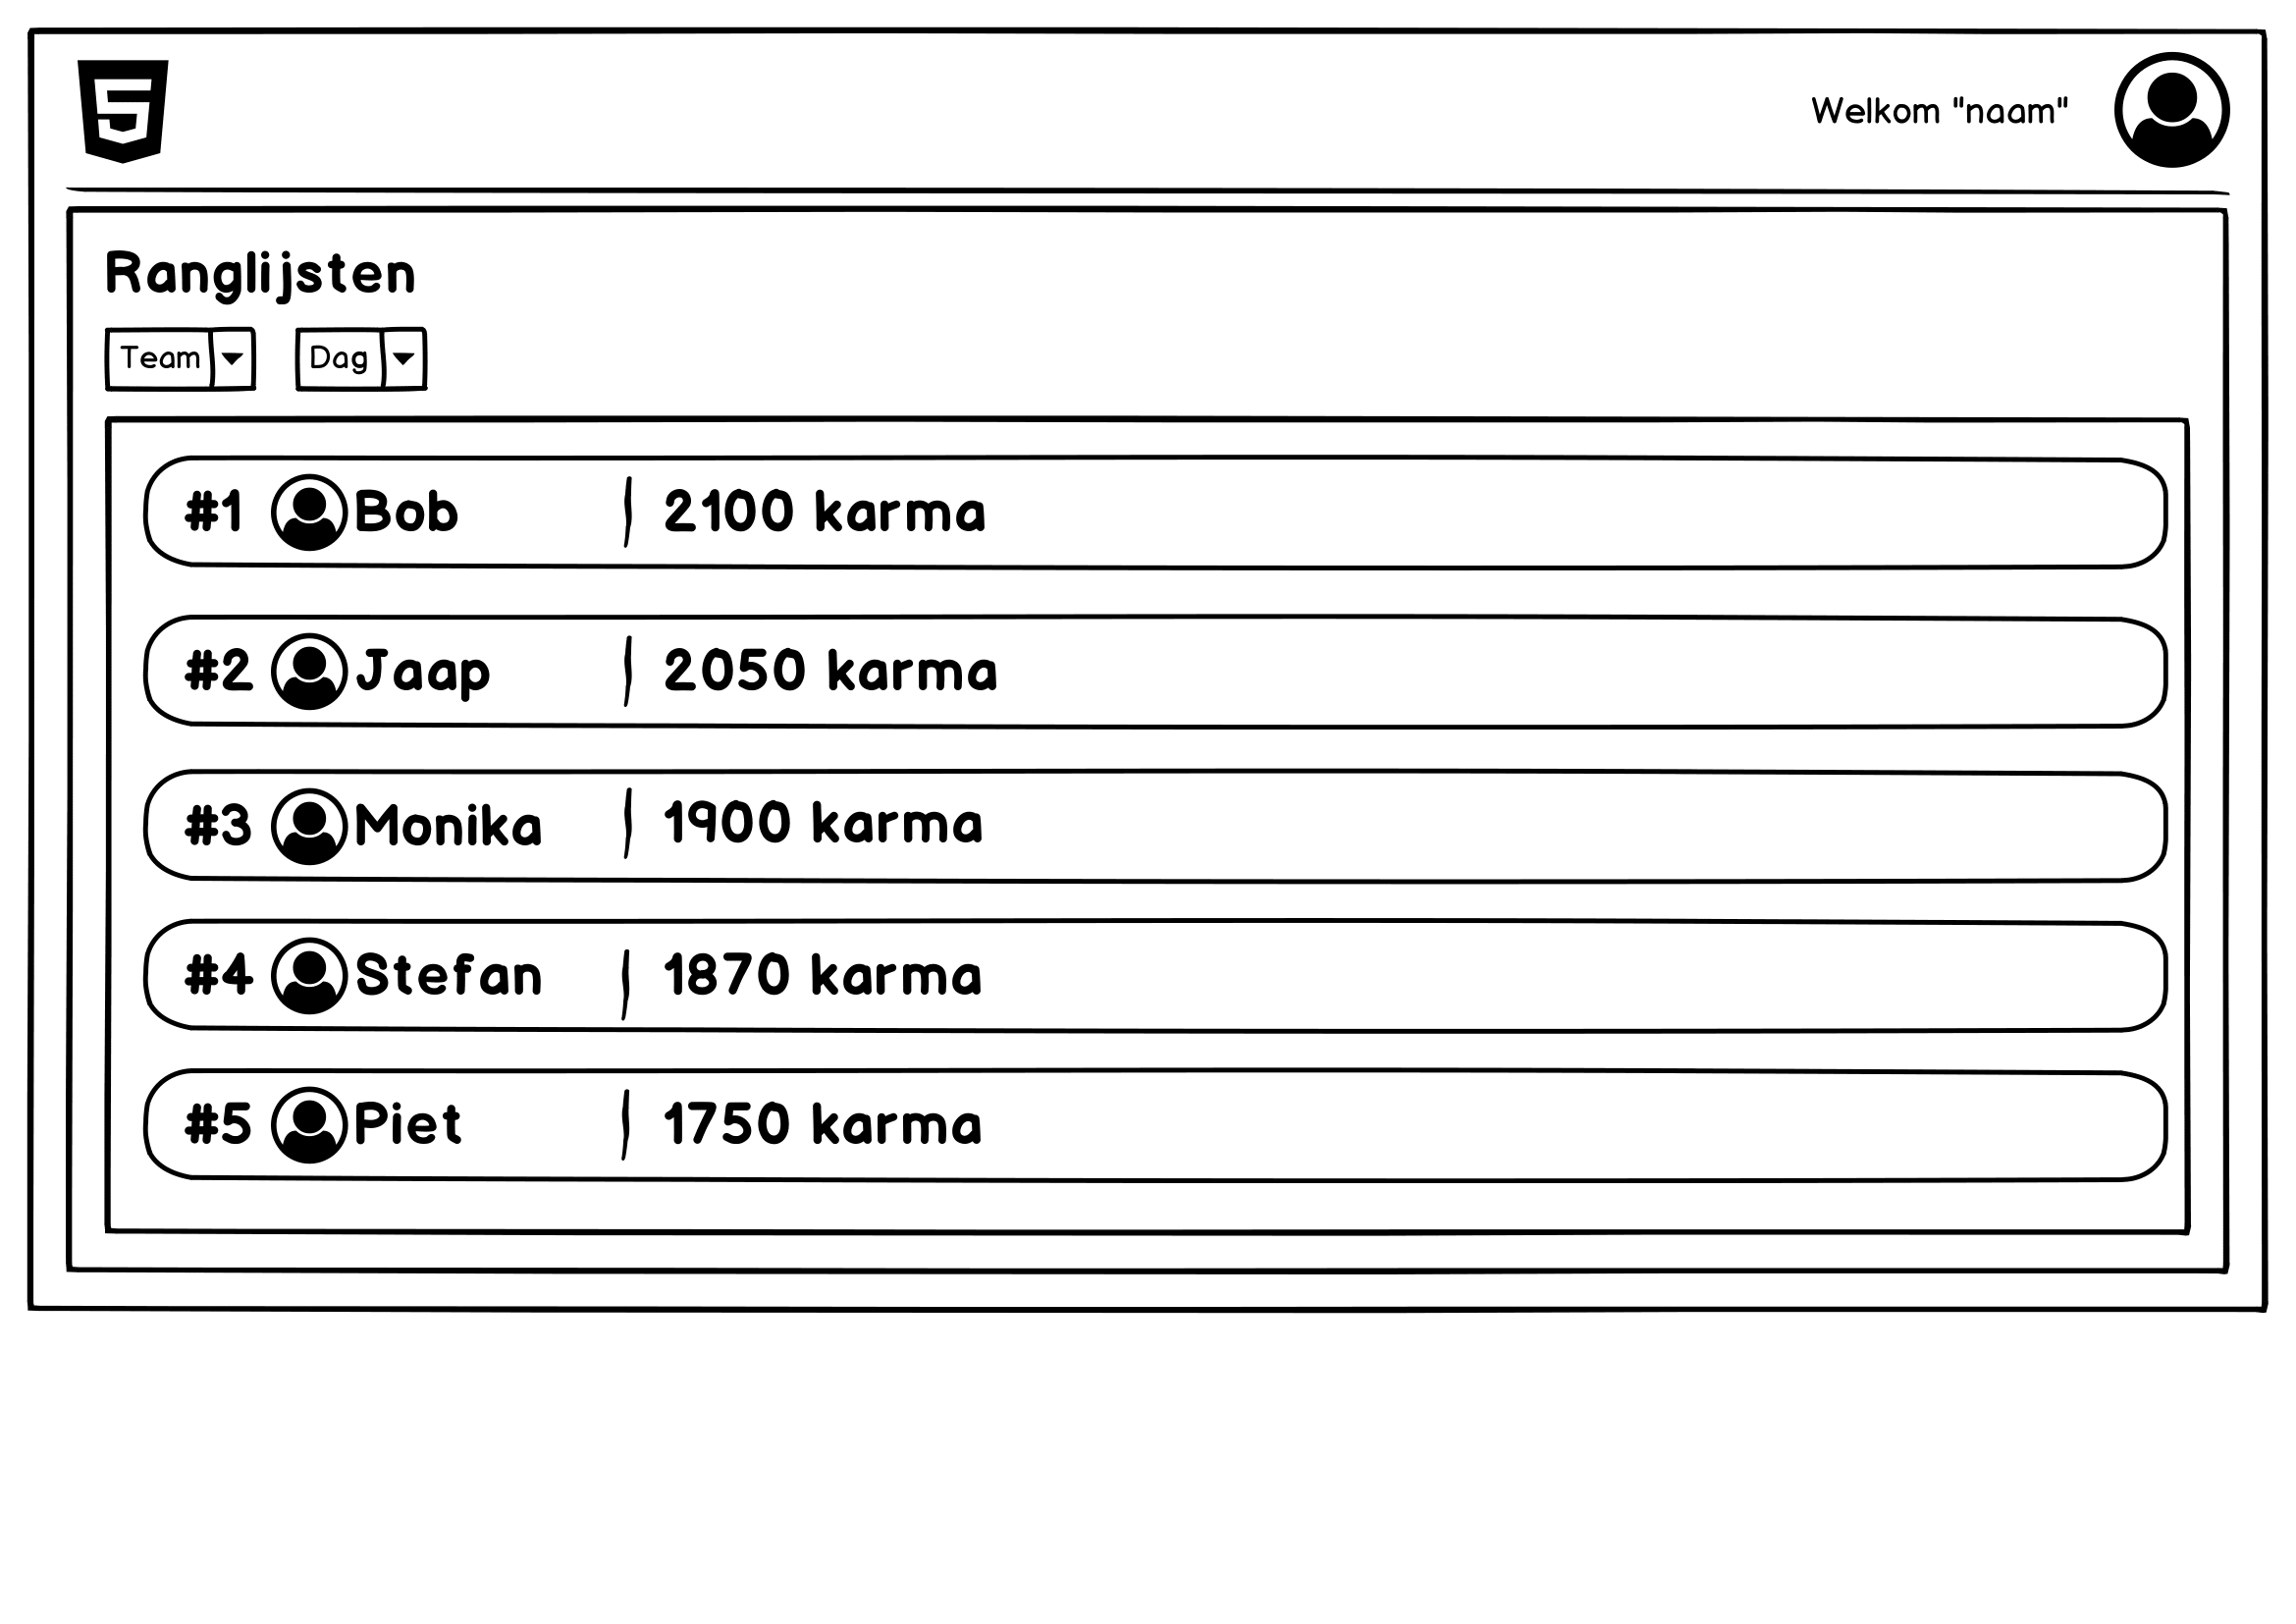 Welkom "naam"
Ranglijsten
Team
Dag
#1 Bob 2100 karma
#2 Jaap 2050 karma
#3 Monika 1900 karma
#4 Stefan 1870 karma
#5 Piet 1750 karma